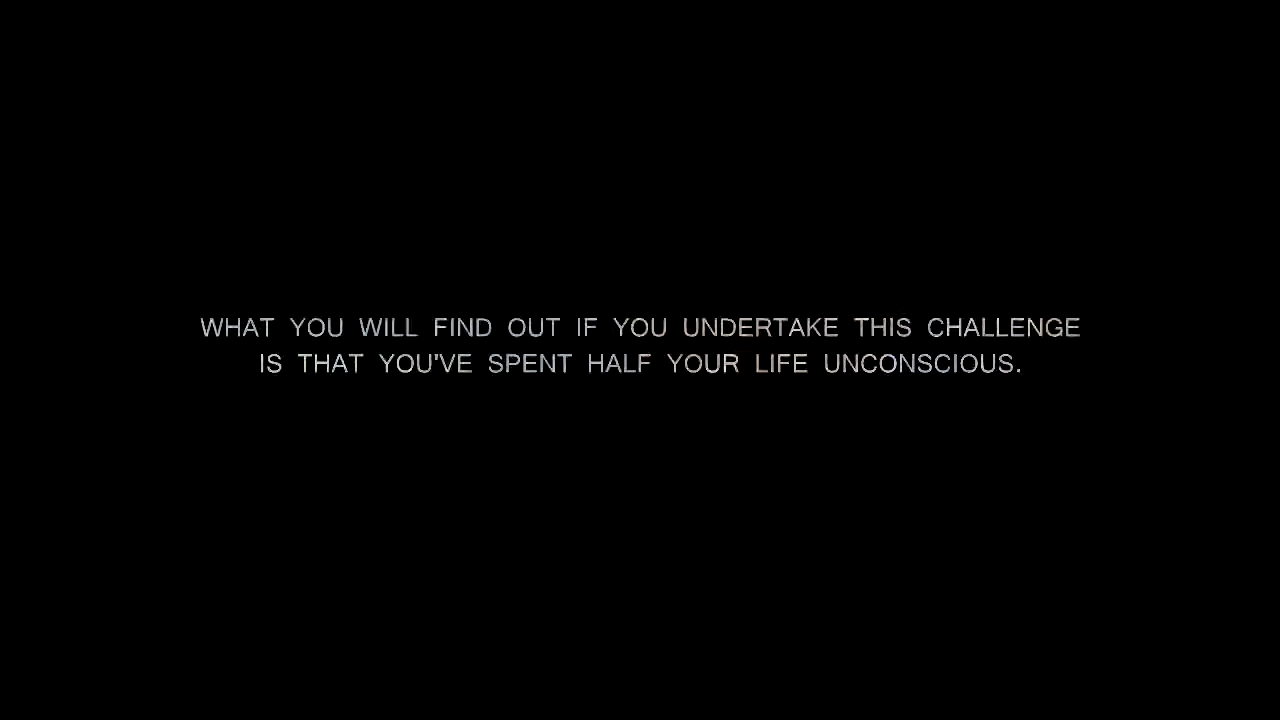 WHAT YOU WILL FIND OUT IF YOU UNDERTAKE THIS CHALLENGE
IS THAT YOU'VE SPENT HALF YOUR LIFE UNCONSCIOUS.